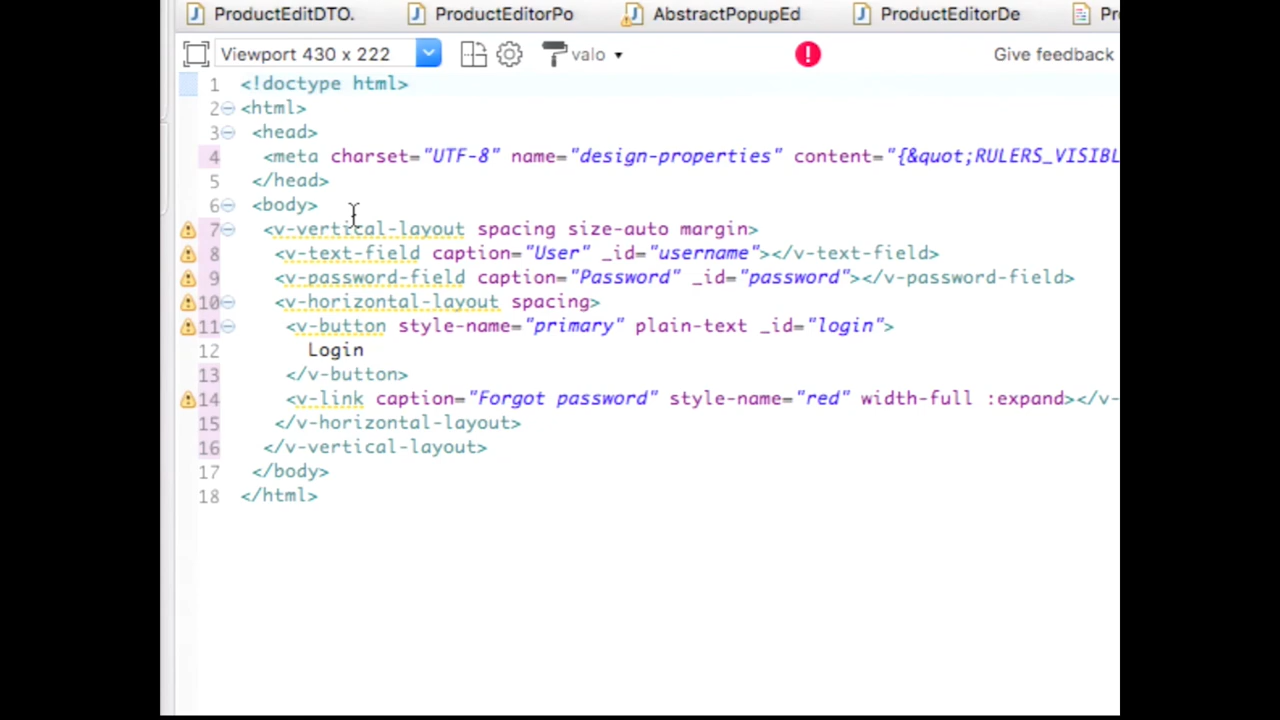 ProductEditDTO. ProductEditorPo AbstractPopupEd ProductEditorDe Pr
Viewport 430 x 222 valo Give feedback
1 <!doctype html>
2 <html>
3 <head>
4 <meta charset="UTF-8" name="design-properties" content="{&quot;RULERS_VISIBL
5 </head>
6 <body>
7 <v-vertical-layout spacing size-auto margin>
8 <v-text-field caption="User" _id="username"></v-text-field>
9 <v-password-field caption="Password" _id="password"></v-password-field>
10 <v-horizontal-layout spacing>
11 <v-button style-name="primary" plain-text _id="login">
12 Login
13 </v-button>
14 <v-link caption="Forgot password" style-name="red" width-full :expand></v-
15 </v-horizontal-layout>
16 </v-vertical-layout>
17 </body>
18 </html>